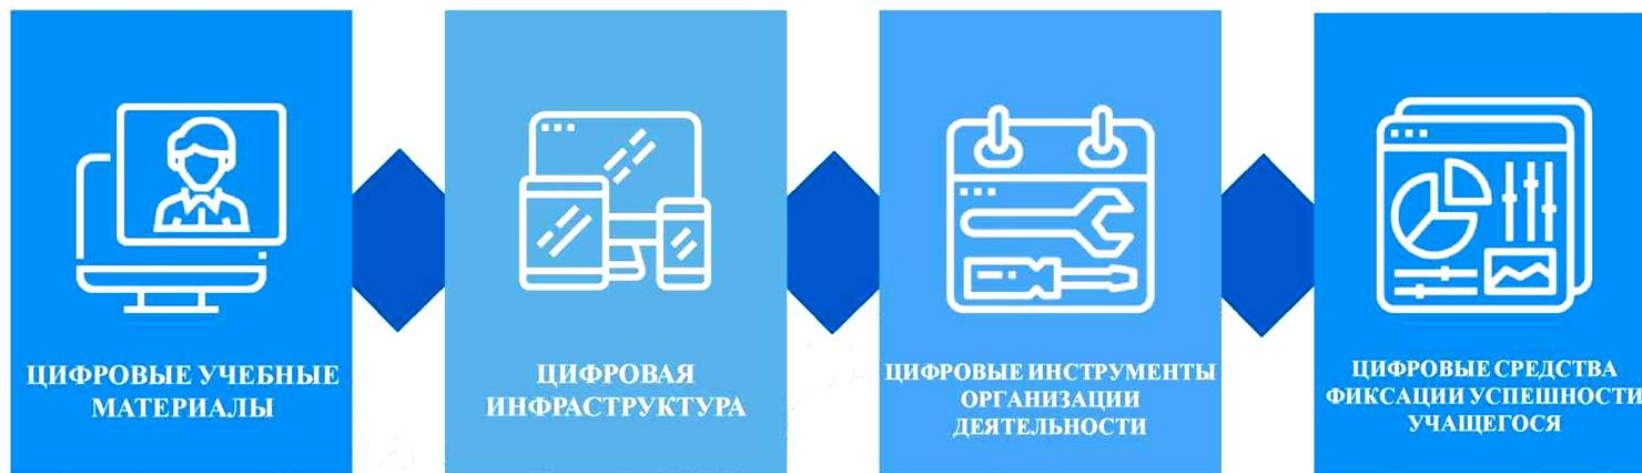 ЦИФРОВЫЕ УЧЕБНЫЕ
МАТЕРИАЛЫ
ЦИФРОВАЯ
ИНФРАСТРУКТУРА
ЦИФРОВЫЕ ИНСТРУМЕНТЫ
ОРГАНИЗАЦИИ
ДЕЯТЕЛЬНОСТИ
ЦИФРОВЫЕ СРЕДСТВА
ФИКСАЦИИ УСПЕШНОСТИ
УЧАЩЕГОСЯ